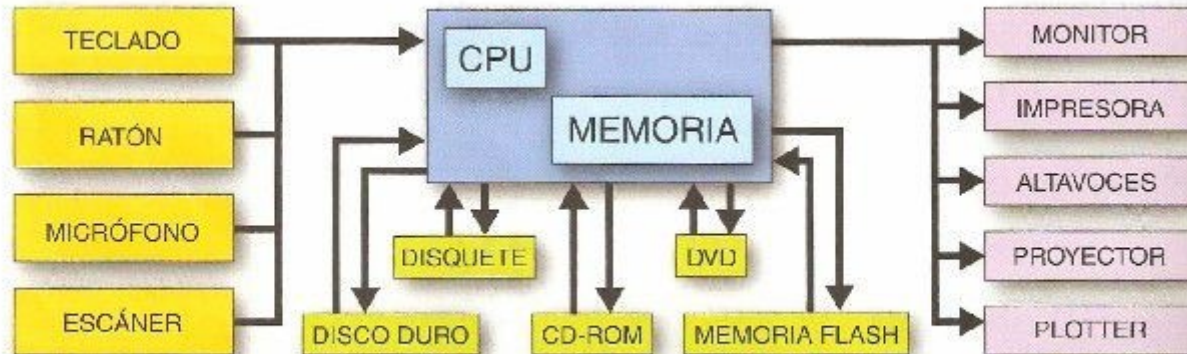 TECLADO
RATÓN
MICRÓFONO
ESCÁNER
CPU
MEMORIA
DISQUETE
DVD
DISCO DURO
CD-ROM
MEMORIA FLASH
MONITOR
IMPRESORA
ALTAVOCES
PROYECTOR
PLOTTER